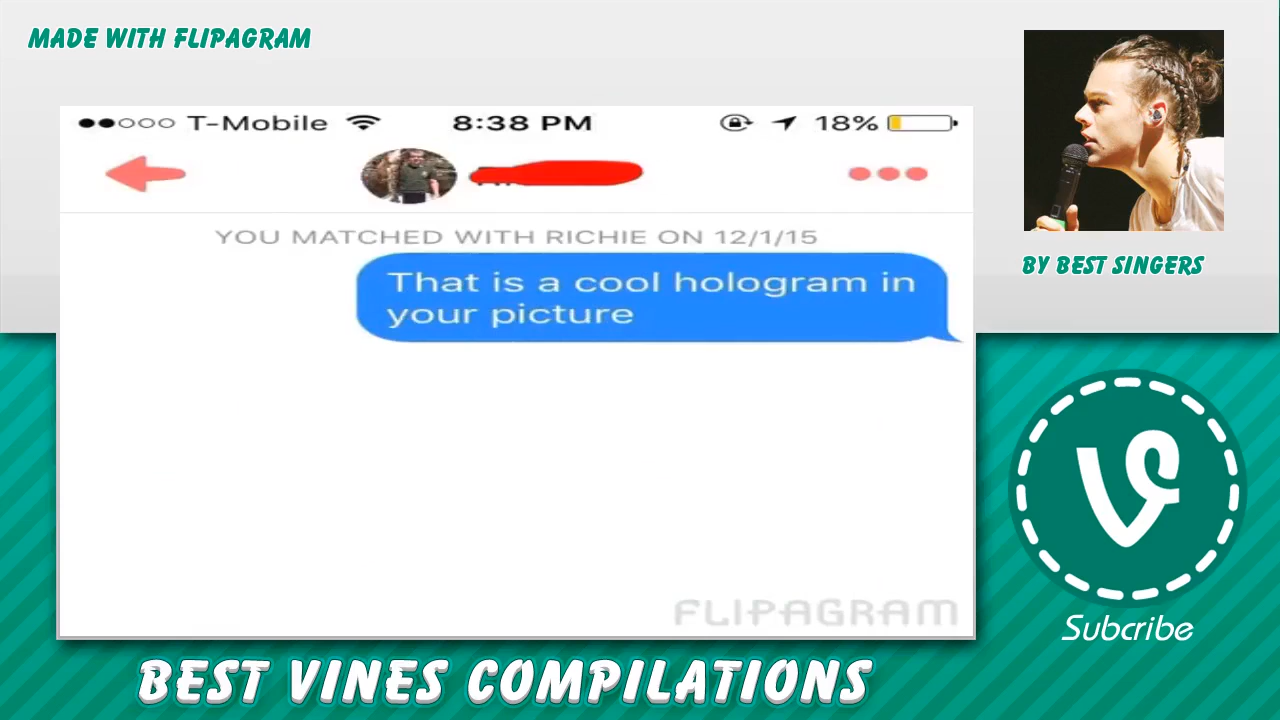 MADE WITH FLIPAGRAM
T-Mobile 8:38 PM 18%
YOU MATCHED WITH RICHIE ON 12/1/15
That is a cool hologram in
your picture
FLIPAGRAM
BY BEST SINGERS
Subcribe
BEST VINES COMPILATIONS